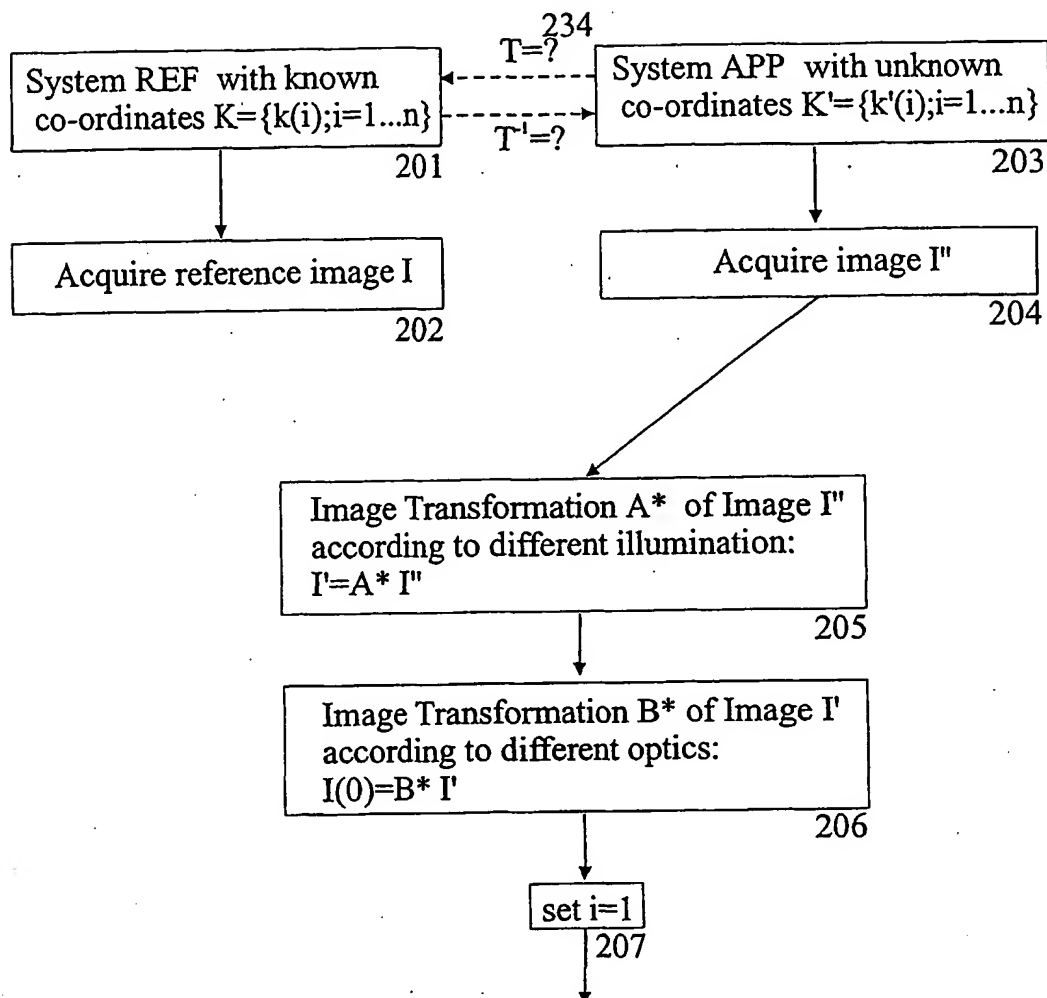 234
T=?
System REF with known
co-ordinates K={k(i);i=1...n}
201
T⁻¹=?
System APP with unknown
co-ordinates K'={k'(i);i=1...n}
203
Acquire reference image I
202
Acquire image I"
204
Image Transformation A* of Image I"
according to different illumination:
I'=A* I"
205
Image Transformation B* of Image I'
according to different optics:
I(0)=B* I'
206
set i=1
207